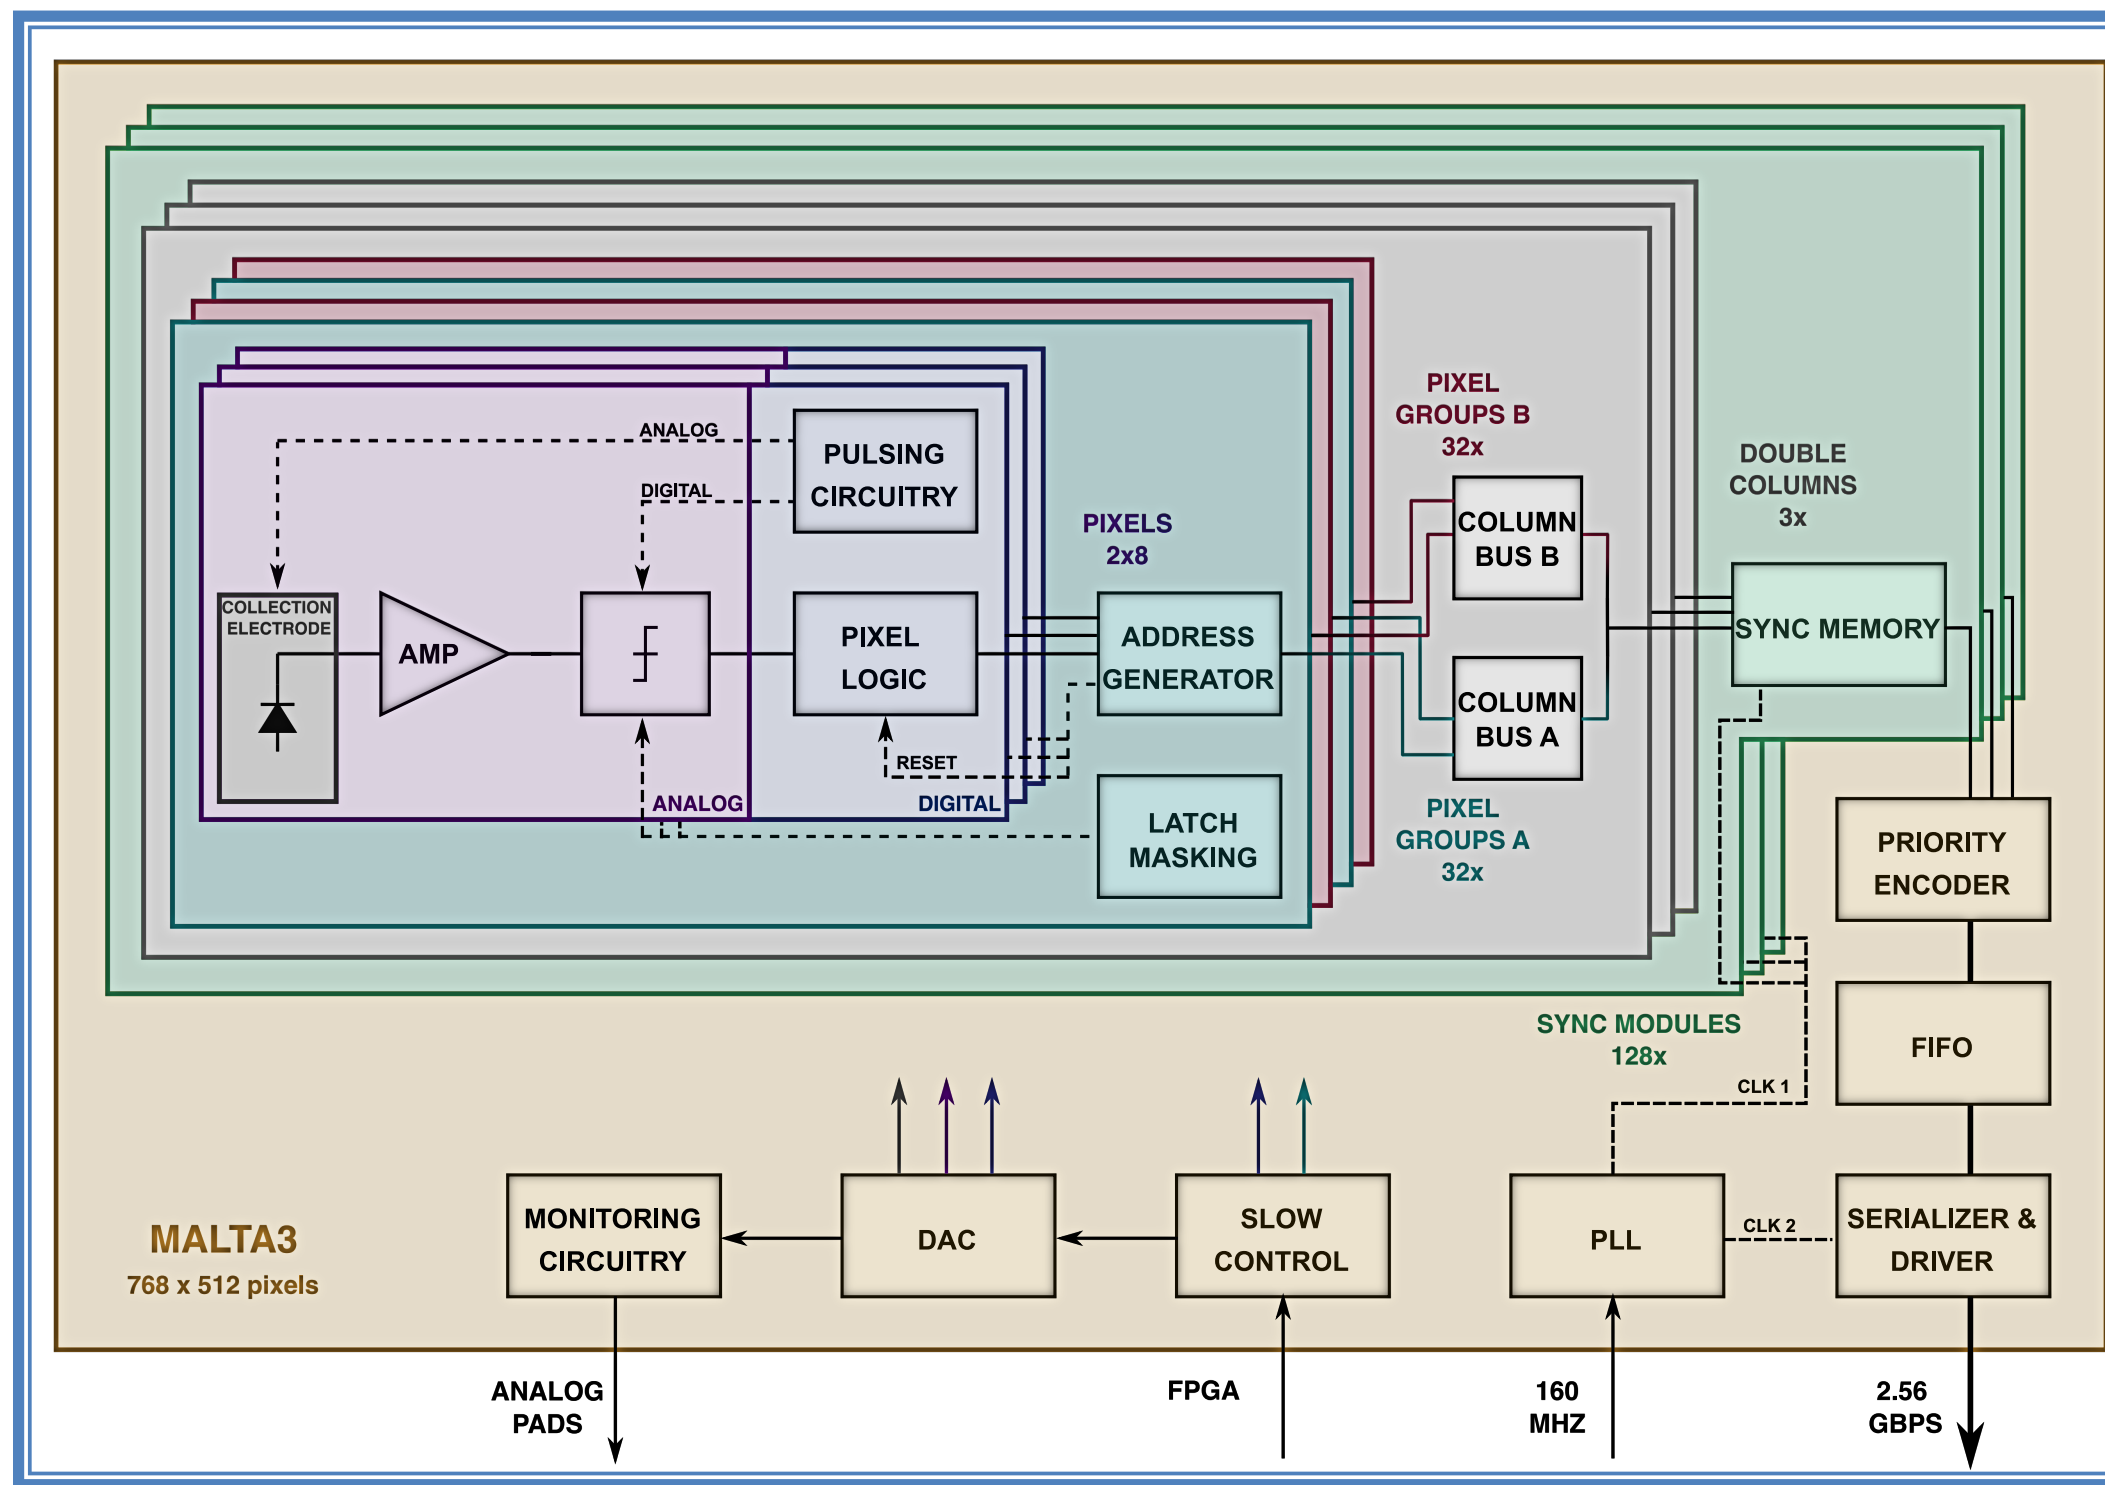 PIXEL
GROUPS B
32x
ANALOG
PULSING
CIRCUITRY
DIGITAL
DOUBLE
COLUMNS
3x
PIXELS
2x8
COLUMN
BUS B
COLLECTION
ELECTRODE
AMP
PIXEL
LOGIC
ADDRESS
GENERATOR
SYNC MEMORY
COLUMN
BUS A
RESET
ANALOG
DIGITAL
LATCH
MASKING
PIXEL
GROUPS A
32x
PRIORITY
ENCODER
SYNC MODULES
128x
FIFO
CLK 1
MALTA3
768 x 512 pixels
MONITORING
CIRCUITRY
DAC
SLOW
CONTROL
PLL
CLK 2
SERIALIZER &
DRIVER
ANALOG
PADS
FPGA
160
MHZ
2.56
GBPS